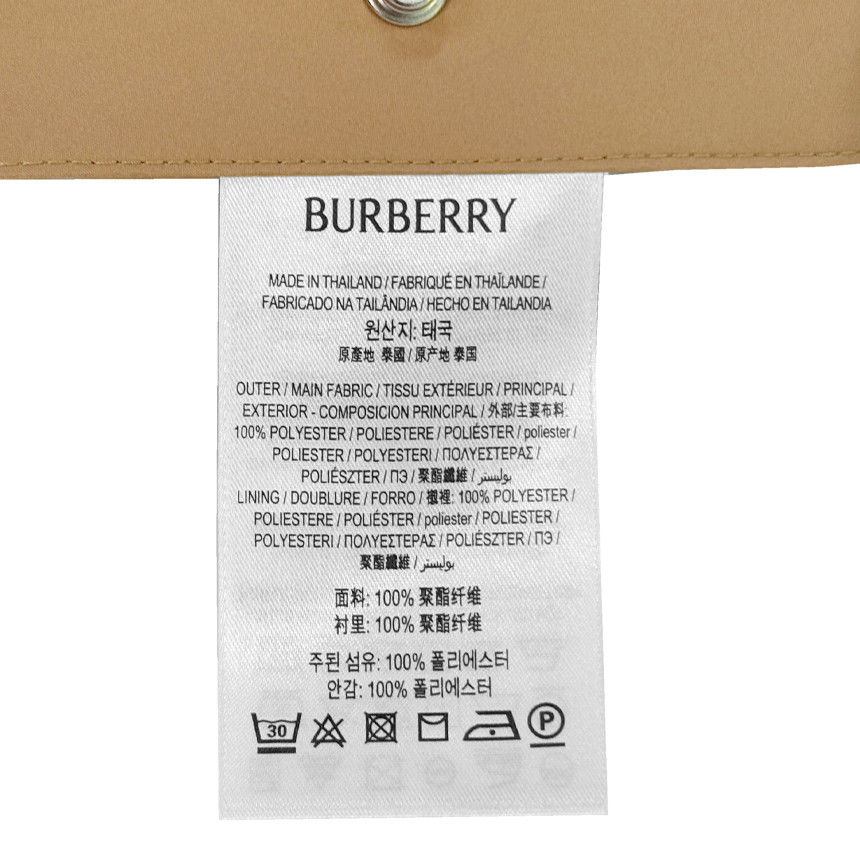 BURBERRY
MADE IN THAILAND / FABRIQUÉ EN THAÏLANDE /
FABRICADO NA TAILÂNDIA / HECHO EN TAILANDIA
원산지: 태국
原產地 泰國 / 原产地 泰国
OUTER / MAIN FABRIC / TISSU EXTÉRIEUR / PRINCIPAL /
EXTERIOR - COMPOSICION PRINCIPAL / 外部/主要布料:
100% POLYESTER / POLIESTERE / POLIÉSTER / poliester /
POLIESTER / POLYESTERI / ΠΟΛΥΕΣΤΕΡΑΣ /
POLIÉSZTER / ПЭ / 聚酯纖維 / بوليستر
LINING / DOUBLURE / FORRO / 襯裡: 100% POLYESTER /
POLIESTERE / POLIÉSTER / poliester / POLIESTER /
POLYESTERI / ΠΟΛΥΕΣΤΕΡΑΣ / POLIÉSZTER / ПЭ /
聚酯纖維 / بوليستر
面料: 100% 聚酯纤维
衬里: 100% 聚酯纤维
주된 섬유: 100% 폴리에스터
안감: 100% 폴리에스터
30 P